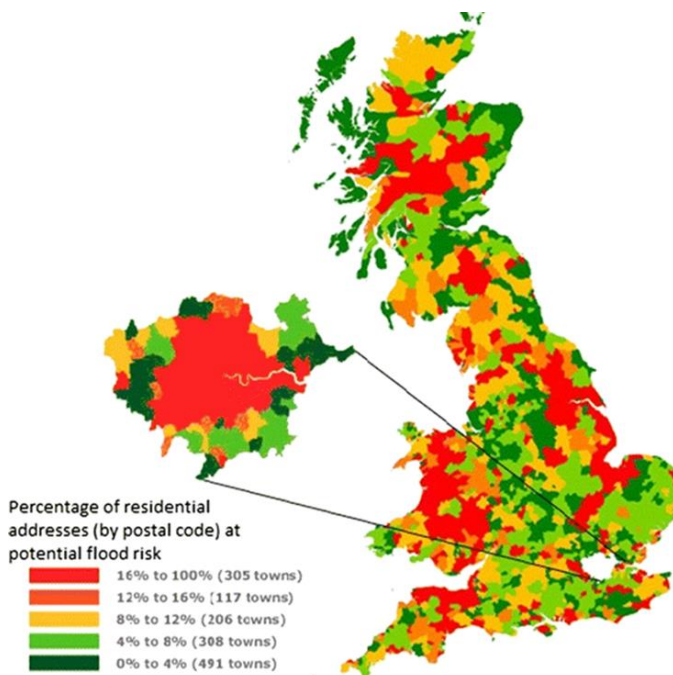 Percentage of residential
addresses (by postal code) at
potential flood risk
16% to 100% (305 towns)
12% to 16% (117 towns)
8% to 12% (206 towns)
4% to 8% (308 towns)
0% to 4% (491 towns)